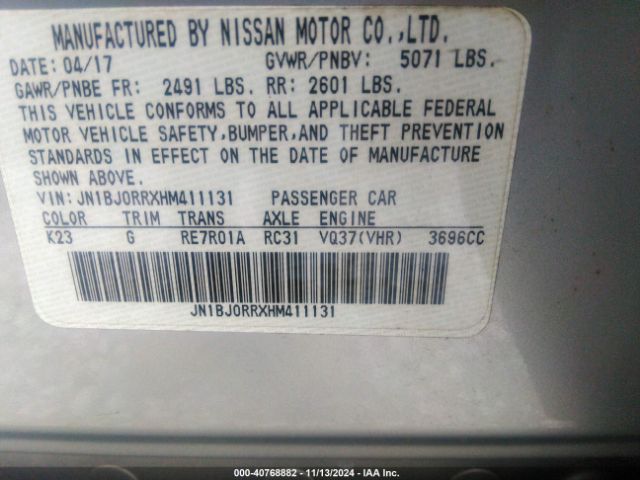 MANUFACTURED BY NISSAN MOTOR CO.,LTD.
DATE: 04/17 GVWR/PNBV: 5071 LBS.
GAWR/PNBE FR: 2491 LBS. RR: 2601 LBS.
THIS VEHICLE CONFORMS TO ALL APPLICABLE FEDERAL
MOTOR VEHICLE SAFETY,BUMPER,AND THEFT PREVENTION
STANDARDS IN EFFECT ON THE DATE OF MANUFACTURE
SHOWN ABOVE.
VIN: JN1BJ0RRXHM411131 PASSENGER CAR
COLOR TRIM TRANS AXLE ENGINE
K23 G RE7R01A RC31 VQ37(VHR) 3696CC
JN1BJ0RRXHM411131
000-40768882 - 11/13/2024 - IAA Inc.